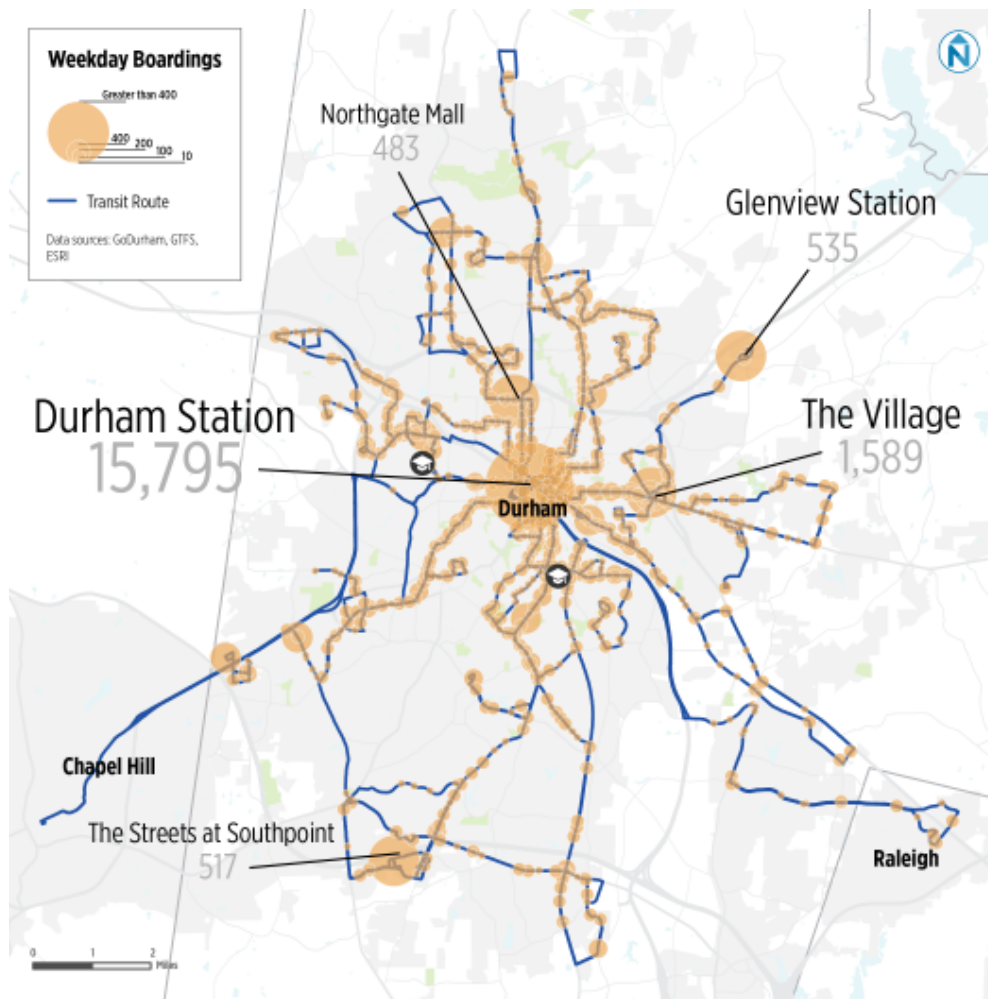 Weekday Boardings
Greater than 400
400
200
100
10
Transit Route
Data sources: GoDurham, GTFS,
ESRI
N
Northgate Mall
483
Glenview Station
535
Durham Station
15,795
The Village
1,589
Durham
Chapel Hill
The Streets at Southpoint
517
Raleigh
0 1 2
Miles